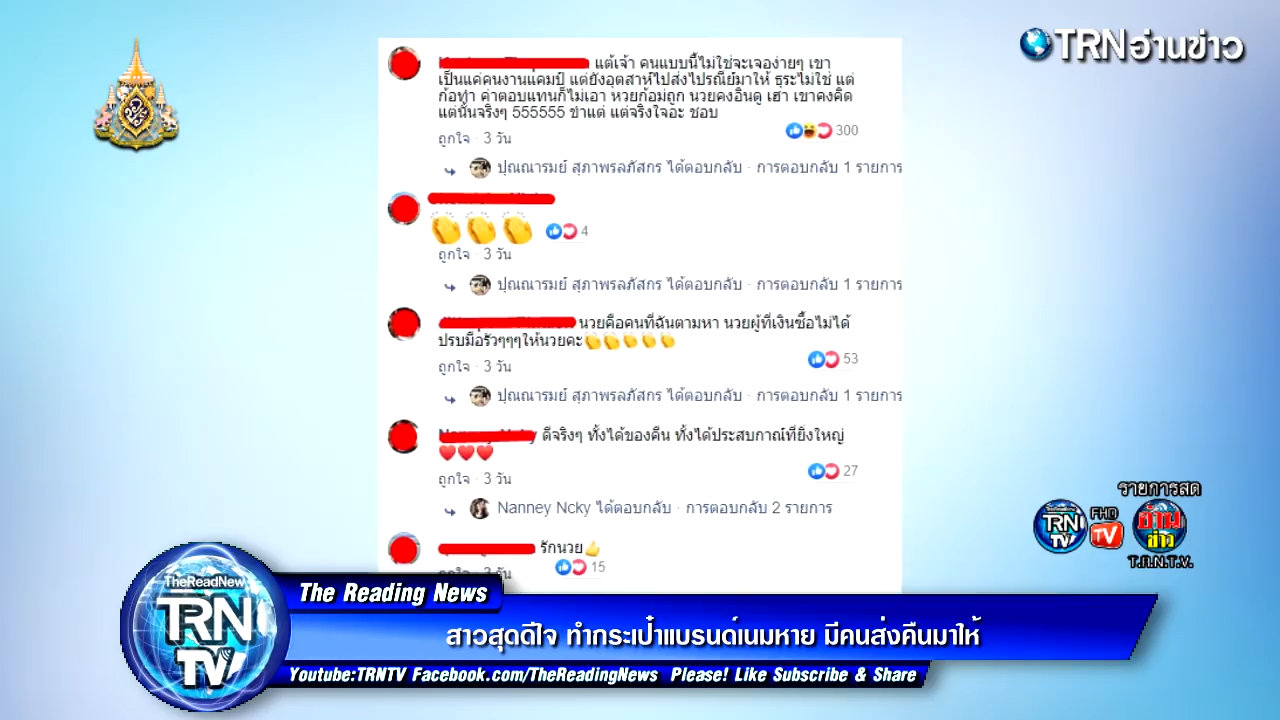 TRNอ่านข่าว
แต้เจ้า คนแบบนี้ไม่ใช่จะเจอง่ายๆ เขา
เป็นแค่คนงานแคมป์ แต่ยังอุตสาห์ไปส่งไปรณีย์มาให้ ธุระไม่ใช่ แต่
ก้อทำ ค่าตอบแทนก็ไม่เอา หวยก้อม่ถูก นวยคงอินดู เฮา เขาคงคิด
แต่นั้นจริงๆ 555555 ขำแต่ แต่จริงใจอ่ะ ชอบ
300
ถูกใจ · 3 วัน
ปุณณารมย์ สุภาพรลภัสกร ได้ตอบกลับ · การตอบกลับ 1 รายการ
4
ถูกใจ · 3 วัน
ปุณณารมย์ สุภาพรลภัสกร ได้ตอบกลับ · การตอบกลับ 1 รายการ
นวยคือคนที่ฉันตามหา นวยผู้ที่เงินซื้อไม่ได้
ปรบมือรัวๆๆๆให้นวยคะ
53
ถูกใจ · 3 วัน
ปุณณารมย์ สุภาพรลภัสกร ได้ตอบกลับ · การตอบกลับ 1 รายการ
ดีจริงๆ ทั้งได้ของคืน ทั้งได้ประสบกาณ์ที่ยิ่งใหญ่
27
ถูกใจ · 3 วัน
Nanney Ncky ได้ตอบกลับ · การตอบกลับ 2 รายการ
รักนวย
15
รายการสด
TRN TV
FHD TV
อ่านข่าว
T.R.N.T.V.
TheReadNew
TRN
TV
The Reading News
สาวสุดดีใจ ทำกระเป๋าแบรนด์เนมหาย มีคนส่งคืนมาให้
Youtube:TRNTV Facebook.com/TheReadingNews Please! Like Subscribe & Share